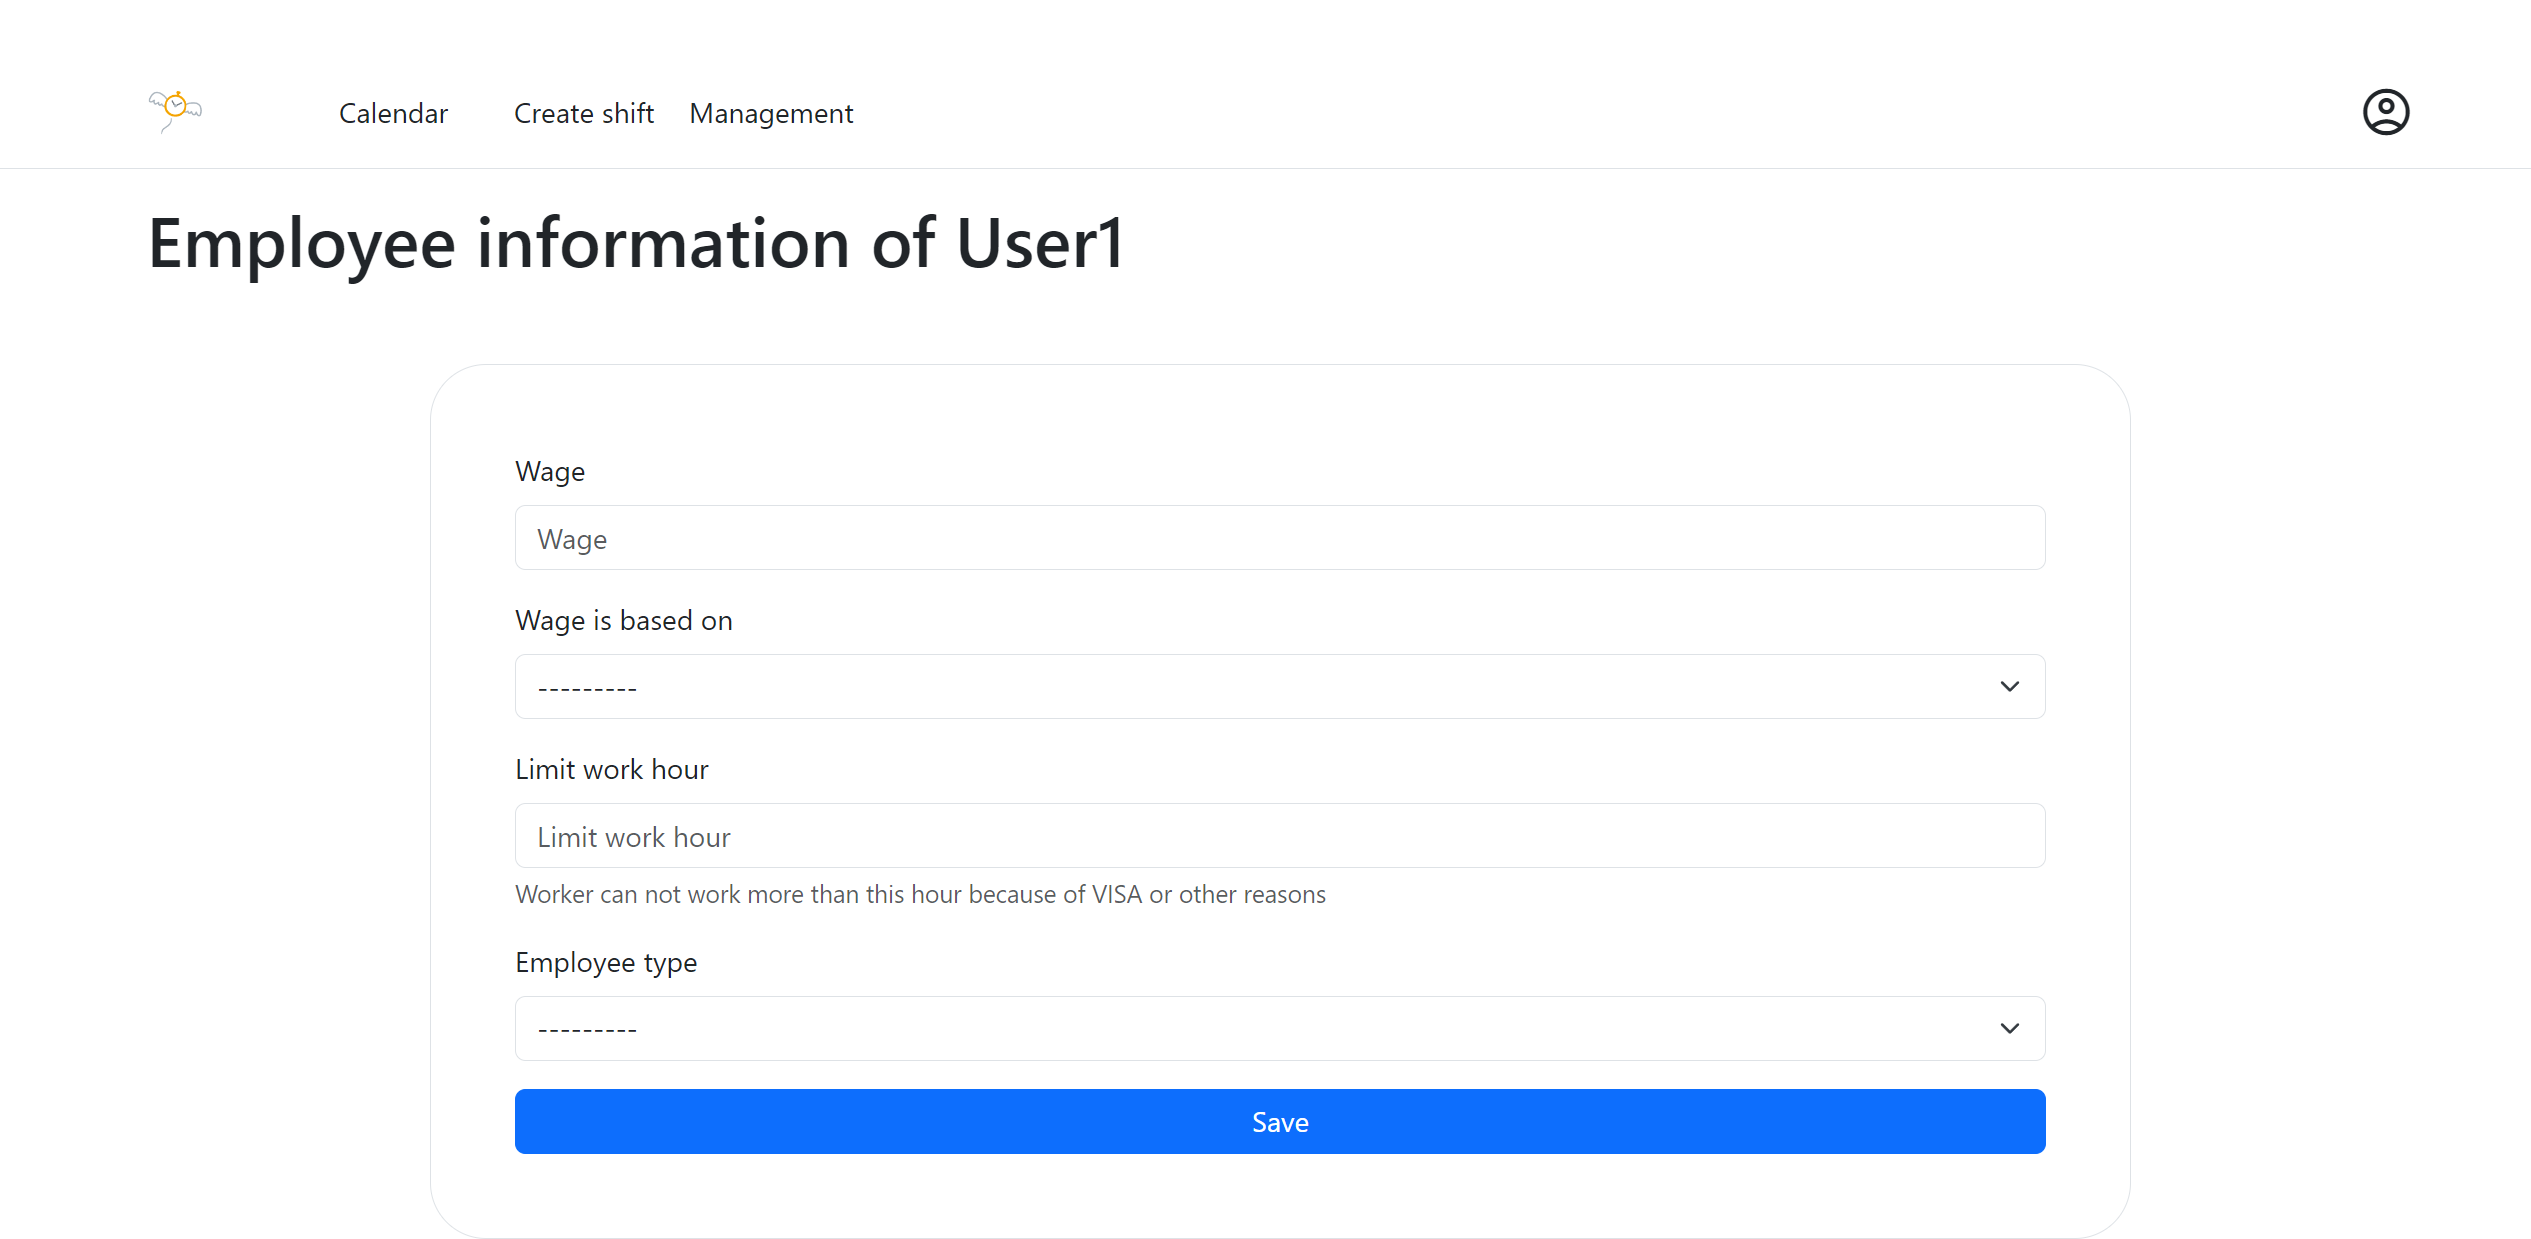 Calendar Create shift Management
Employee information of User1
Wage
Wage
Wage is based on
---------
Limit work hour
Limit work hour
Worker can not work more than this hour because of VISA or other reasons
Employee type
---------
Save